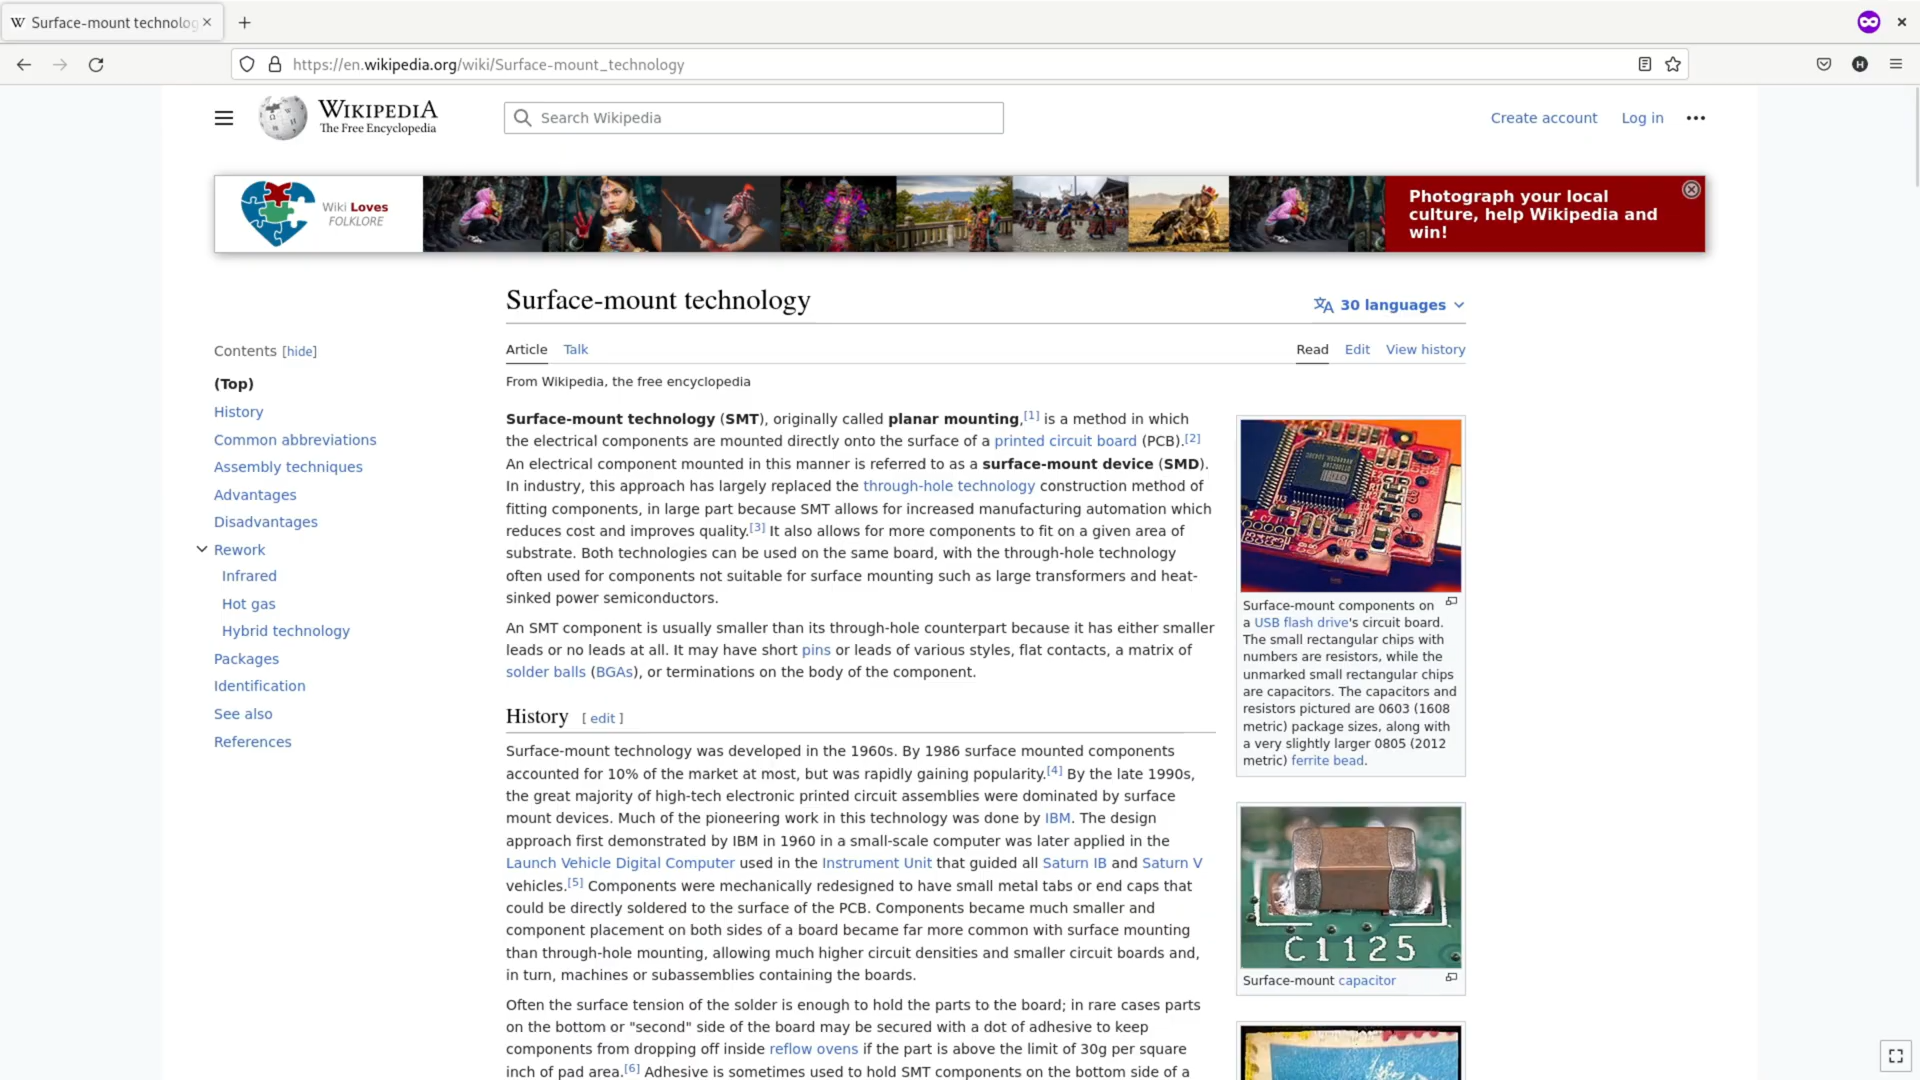 W Surface-mount technolog
https://en.wikipedia.org/wiki/Surface-mount_technology
H
WIKIPEDIA
The Free Encyclopedia
Search Wikipedia
Create account
Log in
Wiki Loves
FOLKLORE
Photograph your local
culture, help Wikipedia and
win!
Surface-mount technology
30 languages
Article
Talk
Read
Edit
View history
From Wikipedia, the free encyclopedia
Contents [hide]
(Top)
History
Common abbreviations
Assembly techniques
Advantages
Disadvantages
Rework
Infrared
Hot gas
Hybrid technology
Packages
Identification
See also
References
Surface-mount technology (SMT), originally called planar mounting,[1] is a method in which
the electrical components are mounted directly onto the surface of a printed circuit board (PCB).[2]
An electrical component mounted in this manner is referred to as a surface-mount device (SMD).
In industry, this approach has largely replaced the through-hole technology construction method of
fitting components, in large part because SMT allows for increased manufacturing automation which
reduces cost and improves quality.[3] It also allows for more components to fit on a given area of
substrate. Both technologies can be used on the same board, with the through-hole technology
often used for components not suitable for surface mounting such as large transformers and heat-
sinked power semiconductors.
An SMT component is usually smaller than its through-hole counterpart because it has either smaller
leads or no leads at all. It may have short pins or leads of various styles, flat contacts, a matrix of
solder balls (BGAs), or terminations on the body of the component.
History [ edit ]
Surface-mount technology was developed in the 1960s. By 1986 surface mounted components
accounted for 10% of the market at most, but was rapidly gaining popularity.[4] By the late 1990s,
the great majority of high-tech electronic printed circuit assemblies were dominated by surface
mount devices. Much of the pioneering work in this technology was done by IBM. The design
approach first demonstrated by IBM in 1960 in a small-scale computer was later applied in the
Launch Vehicle Digital Computer used in the Instrument Unit that guided all Saturn IB and Saturn V
vehicles.[5] Components were mechanically redesigned to have small metal tabs or end caps that
could be directly soldered to the surface of the PCB. Components became much smaller and
component placement on both sides of a board became far more common with surface mounting
than through-hole mounting, allowing much higher circuit densities and smaller circuit boards and,
in turn, machines or subassemblies containing the boards.
Often the surface tension of the solder is enough to hold the parts to the board; in rare cases parts
on the bottom or "second" side of the board may be secured with a dot of adhesive to keep
components from dropping off inside reflow ovens if the part is above the limit of 30g per square
inch of pad area.[6] Adhesive is sometimes used to hold SMT components on the bottom side of a
Surface-mount components on
a USB flash drive's circuit board.
The small rectangular chips with
numbers are resistors, while the
unmarked small rectangular chips
are capacitors. The capacitors and
resistors pictured are 0603 (1608
metric) package sizes, along with
a very slightly larger 0805 (2012
metric) ferrite bead.
C1125
Surface-mount capacitor